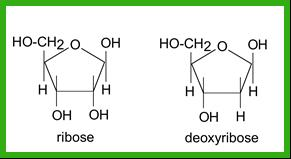 HO-CH2 O OH HO-CH2 O OH
H H H H
OH OH OH H
ribose deoxyribose